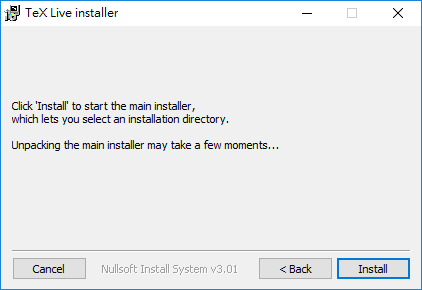 TeX Live installer
Click 'Install' to start the main installer,
which lets you select an installation directory.
Unpacking the main installer may take a few moments...
Cancel
Nullsoft Install System v3.01
< Back
Install